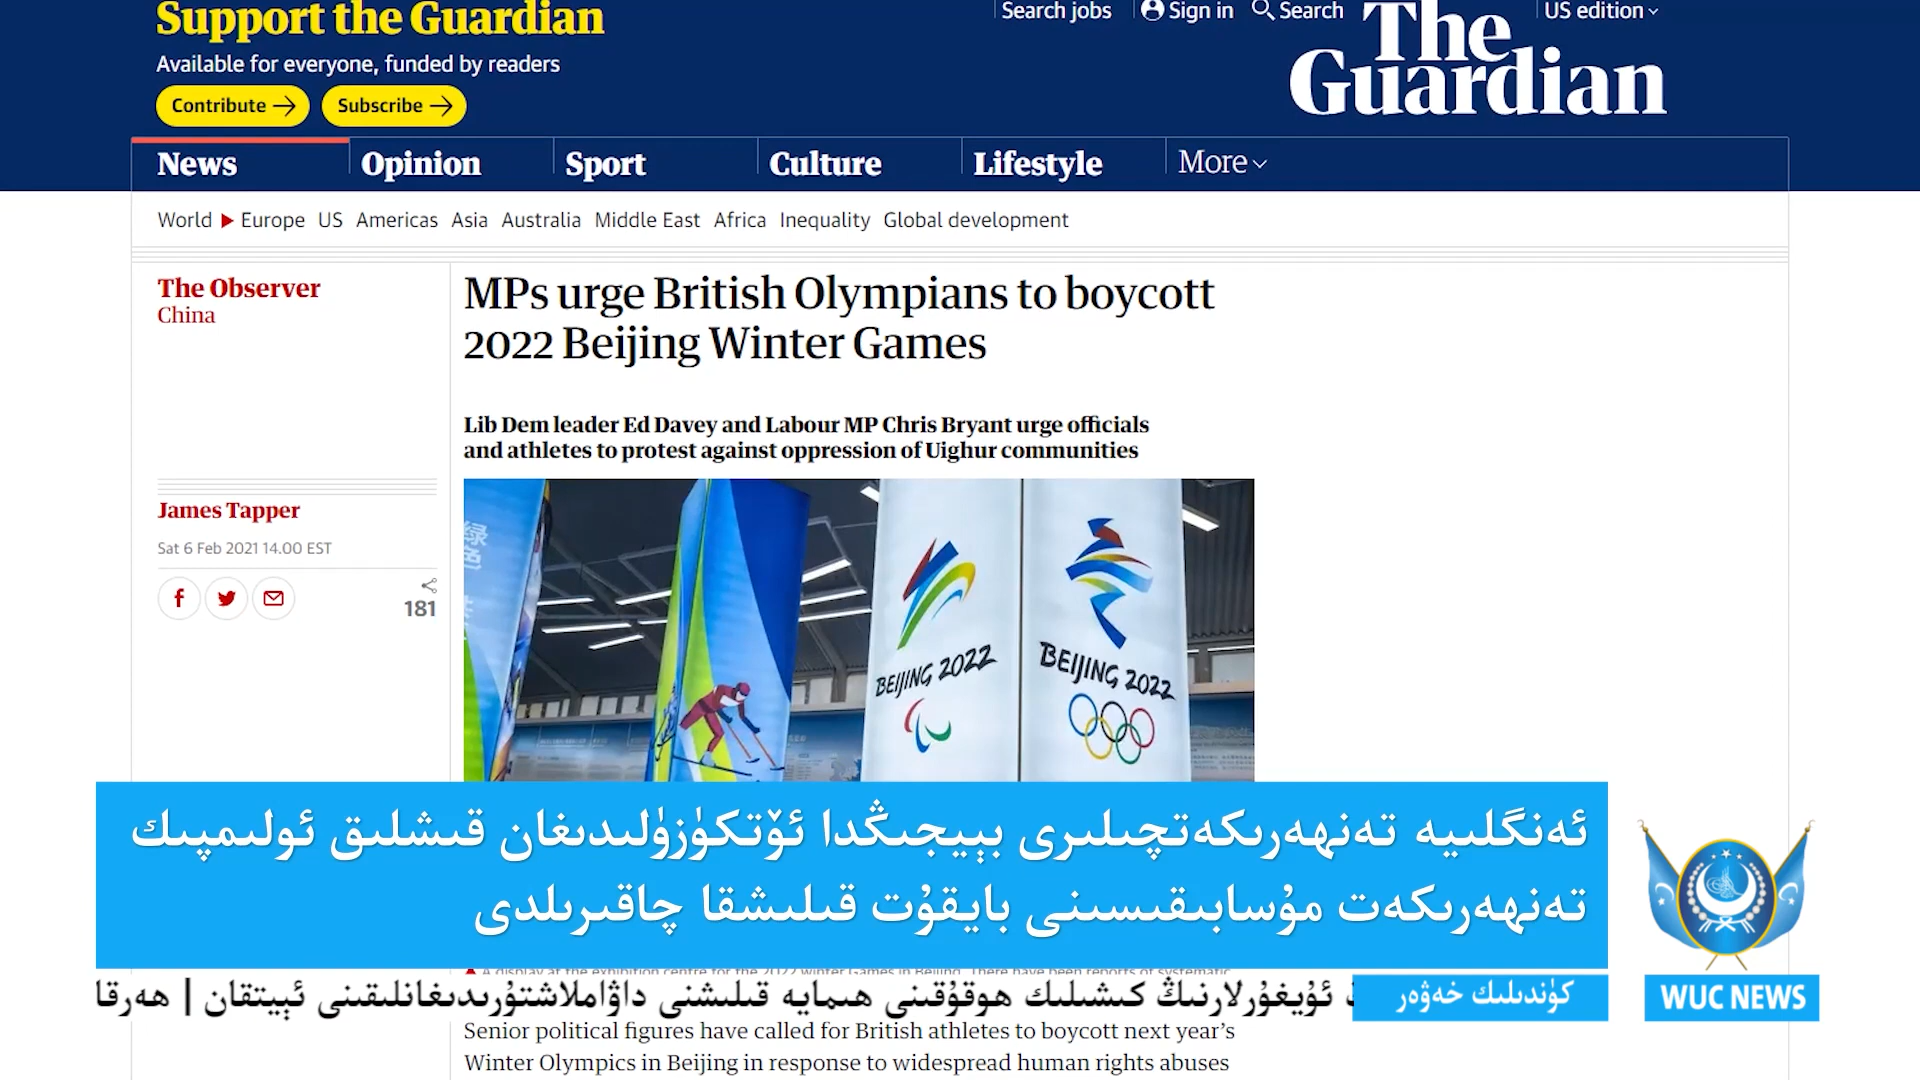 Support the Guardian
Available for everyone, funded by readers
Contribute
Subscribe
Search jobs
Sign in
Search
US edition
The
Guardian
News
Opinion
Sport
Culture
Lifestyle
More
World
Europe
US
Americas
Asia
Australia
Middle East
Africa
Inequality
Global development
The Observer
China
MPs urge British Olympians to boycott
2022 Beijing Winter Games
Lib Dem leader Ed Davey and Labour MP Chris Bryant urge officials
and athletes to protest against oppression of Uighur communities
James Tapper
Sat 6 Feb 2021 14.00 EST
181
BEIJING 2022
BEIJING 2022
ئەنگلىيە تەنھەرىكەتچىلىرى بېيجىڭدا ئۆتكۈزۈلىدىغان قىشلىق ئولىمپىك
تەنھەرىكەت مۇسابىقىسىنى بايقۇت قىلىشقا چاقىرىلدى
ئۇيغۇرلارنىڭ كىشىلىك ھوقۇقىنى ھىمايە قىلىشنى داۋاملاشتۇرىدىغانلىقىنى ئېيتقان | ھەرقا
كۈندىلىك خەۋەر
WUC NEWS
Senior political figures have called for British athletes to boycott next year’s
Winter Olympics in Beijing in response to widespread human rights abuses